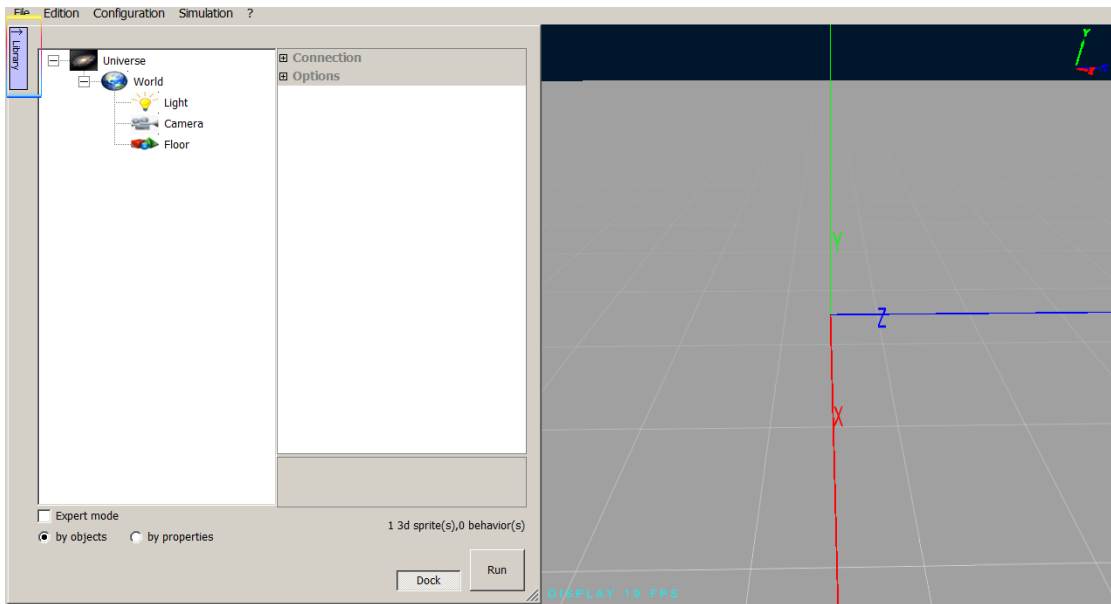 File Edition Configuration Simulation ?
↑ Library
Universe
World
Light
Camera
Floor
Connection
Options
Expert mode
by objects by properties
1 3d sprite(s),0 behavior(s)
Dock
Run
Y
X
Y
Z
X
DISPLAY 10 FPS